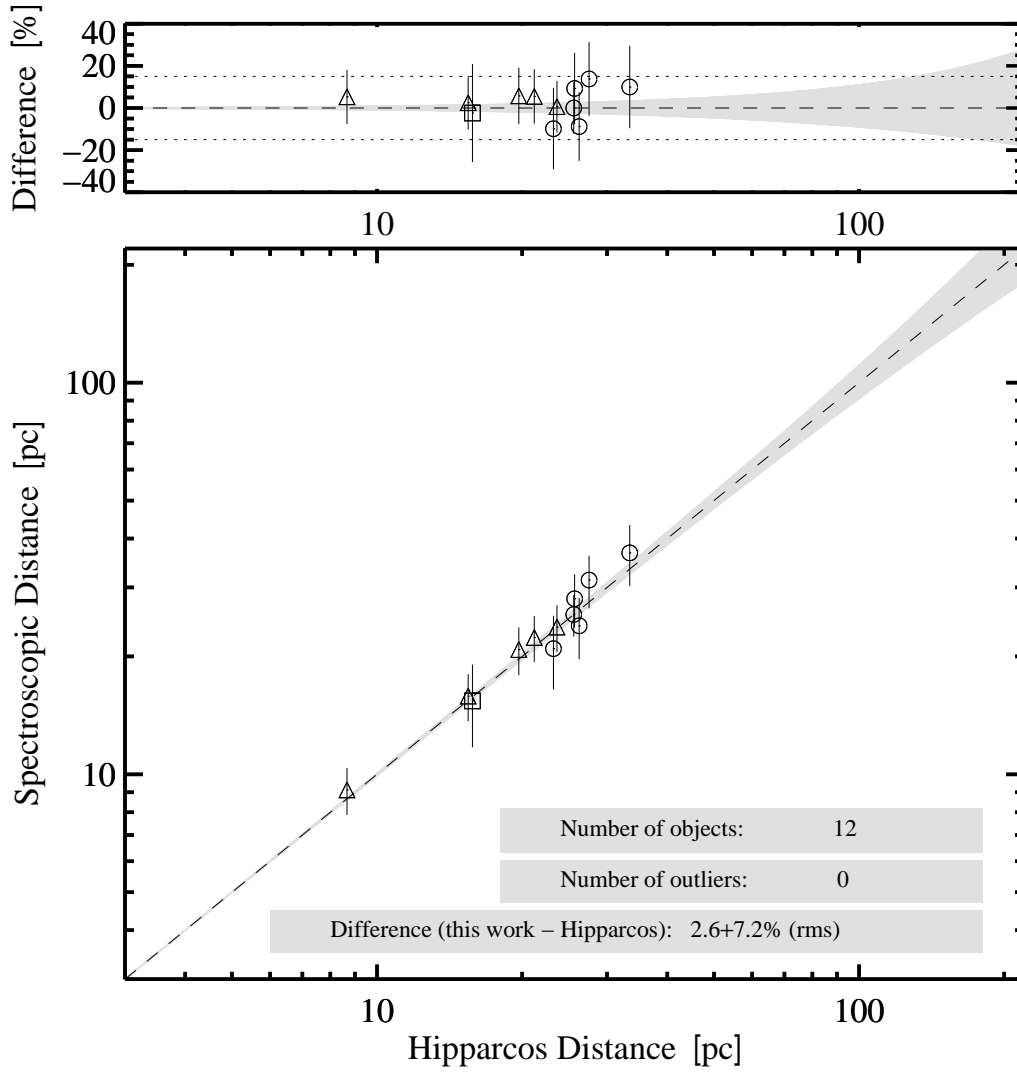 40
20
0
−20
−40
Difference [%]
10 100
100
10
Spectroscopic Distance [pc]
Number of objects: 12
Number of outliers: 0
Difference (this work − Hipparcos): 2.6+7.2% (rms)
10 100
Hipparcos Distance [pc]